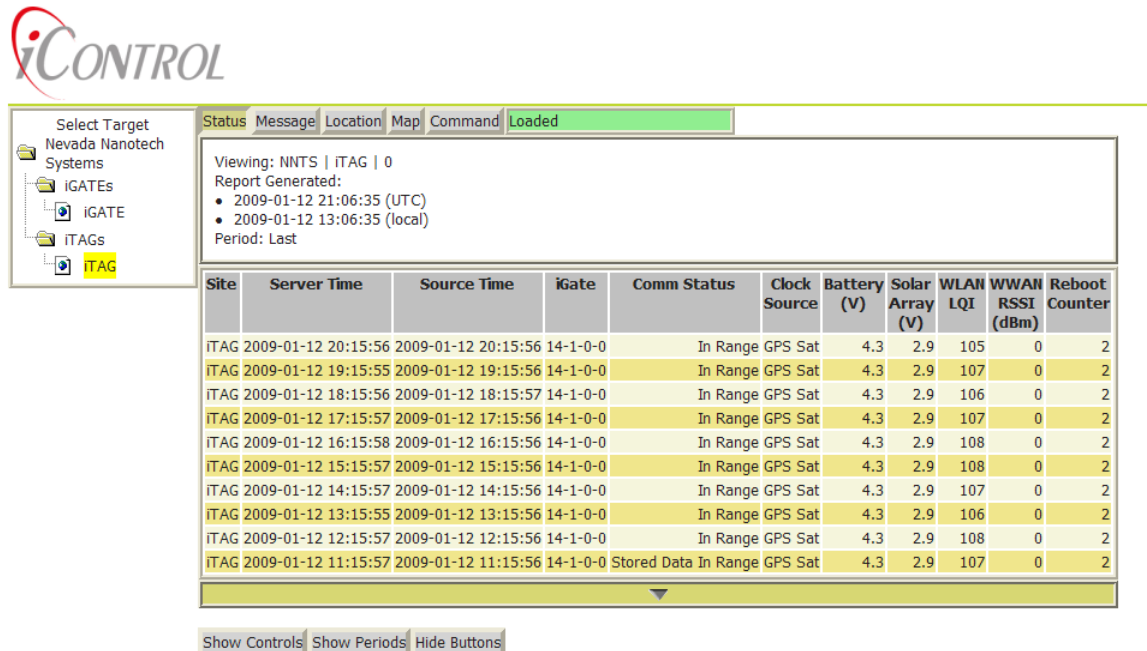 iCONTROL
Select Target
Nevada Nanotech
Systems
iGATEs
iGATE
iTAGs
iTAG
Status Message Location Map Command Loaded
Viewing: NNTS | iTAG | 0
Report Generated:
• 2009-01-12 21:06:35 (UTC)
• 2009-01-12 13:06:35 (local)
Period: Last
Site Server Time Source Time iGate Comm Status Clock Battery Solar WLAN WWAN Reboot
Source (V) Array LQI RSSI Counter
(V) (dBm)
iTAG 2009-01-12 20:15:56 2009-01-12 20:15:56 14-1-0-0 In Range GPS Sat 4.3 2.9 105 0 2
iTAG 2009-01-12 19:15:55 2009-01-12 19:15:56 14-1-0-0 In Range GPS Sat 4.3 2.9 107 0 2
iTAG 2009-01-12 18:15:56 2009-01-12 18:15:57 14-1-0-0 In Range GPS Sat 4.3 2.9 106 0 2
iTAG 2009-01-12 17:15:57 2009-01-12 17:15:56 14-1-0-0 In Range GPS Sat 4.3 2.9 107 0 2
iTAG 2009-01-12 16:15:58 2009-01-12 16:15:56 14-1-0-0 In Range GPS Sat 4.3 2.9 108 0 2
iTAG 2009-01-12 15:15:57 2009-01-12 15:15:56 14-1-0-0 In Range GPS Sat 4.3 2.9 108 0 2
iTAG 2009-01-12 14:15:57 2009-01-12 14:15:56 14-1-0-0 In Range GPS Sat 4.3 2.9 107 0 2
iTAG 2009-01-12 13:15:55 2009-01-12 13:15:56 14-1-0-0 In Range GPS Sat 4.3 2.9 106 0 2
iTAG 2009-01-12 12:15:57 2009-01-12 12:15:56 14-1-0-0 In Range GPS Sat 4.3 2.9 108 0 2
iTAG 2009-01-12 11:15:57 2009-01-12 11:15:56 14-1-0-0 Stored Data In Range GPS Sat 4.3 2.9 107 0 2
Show Controls Show Periods Hide Buttons